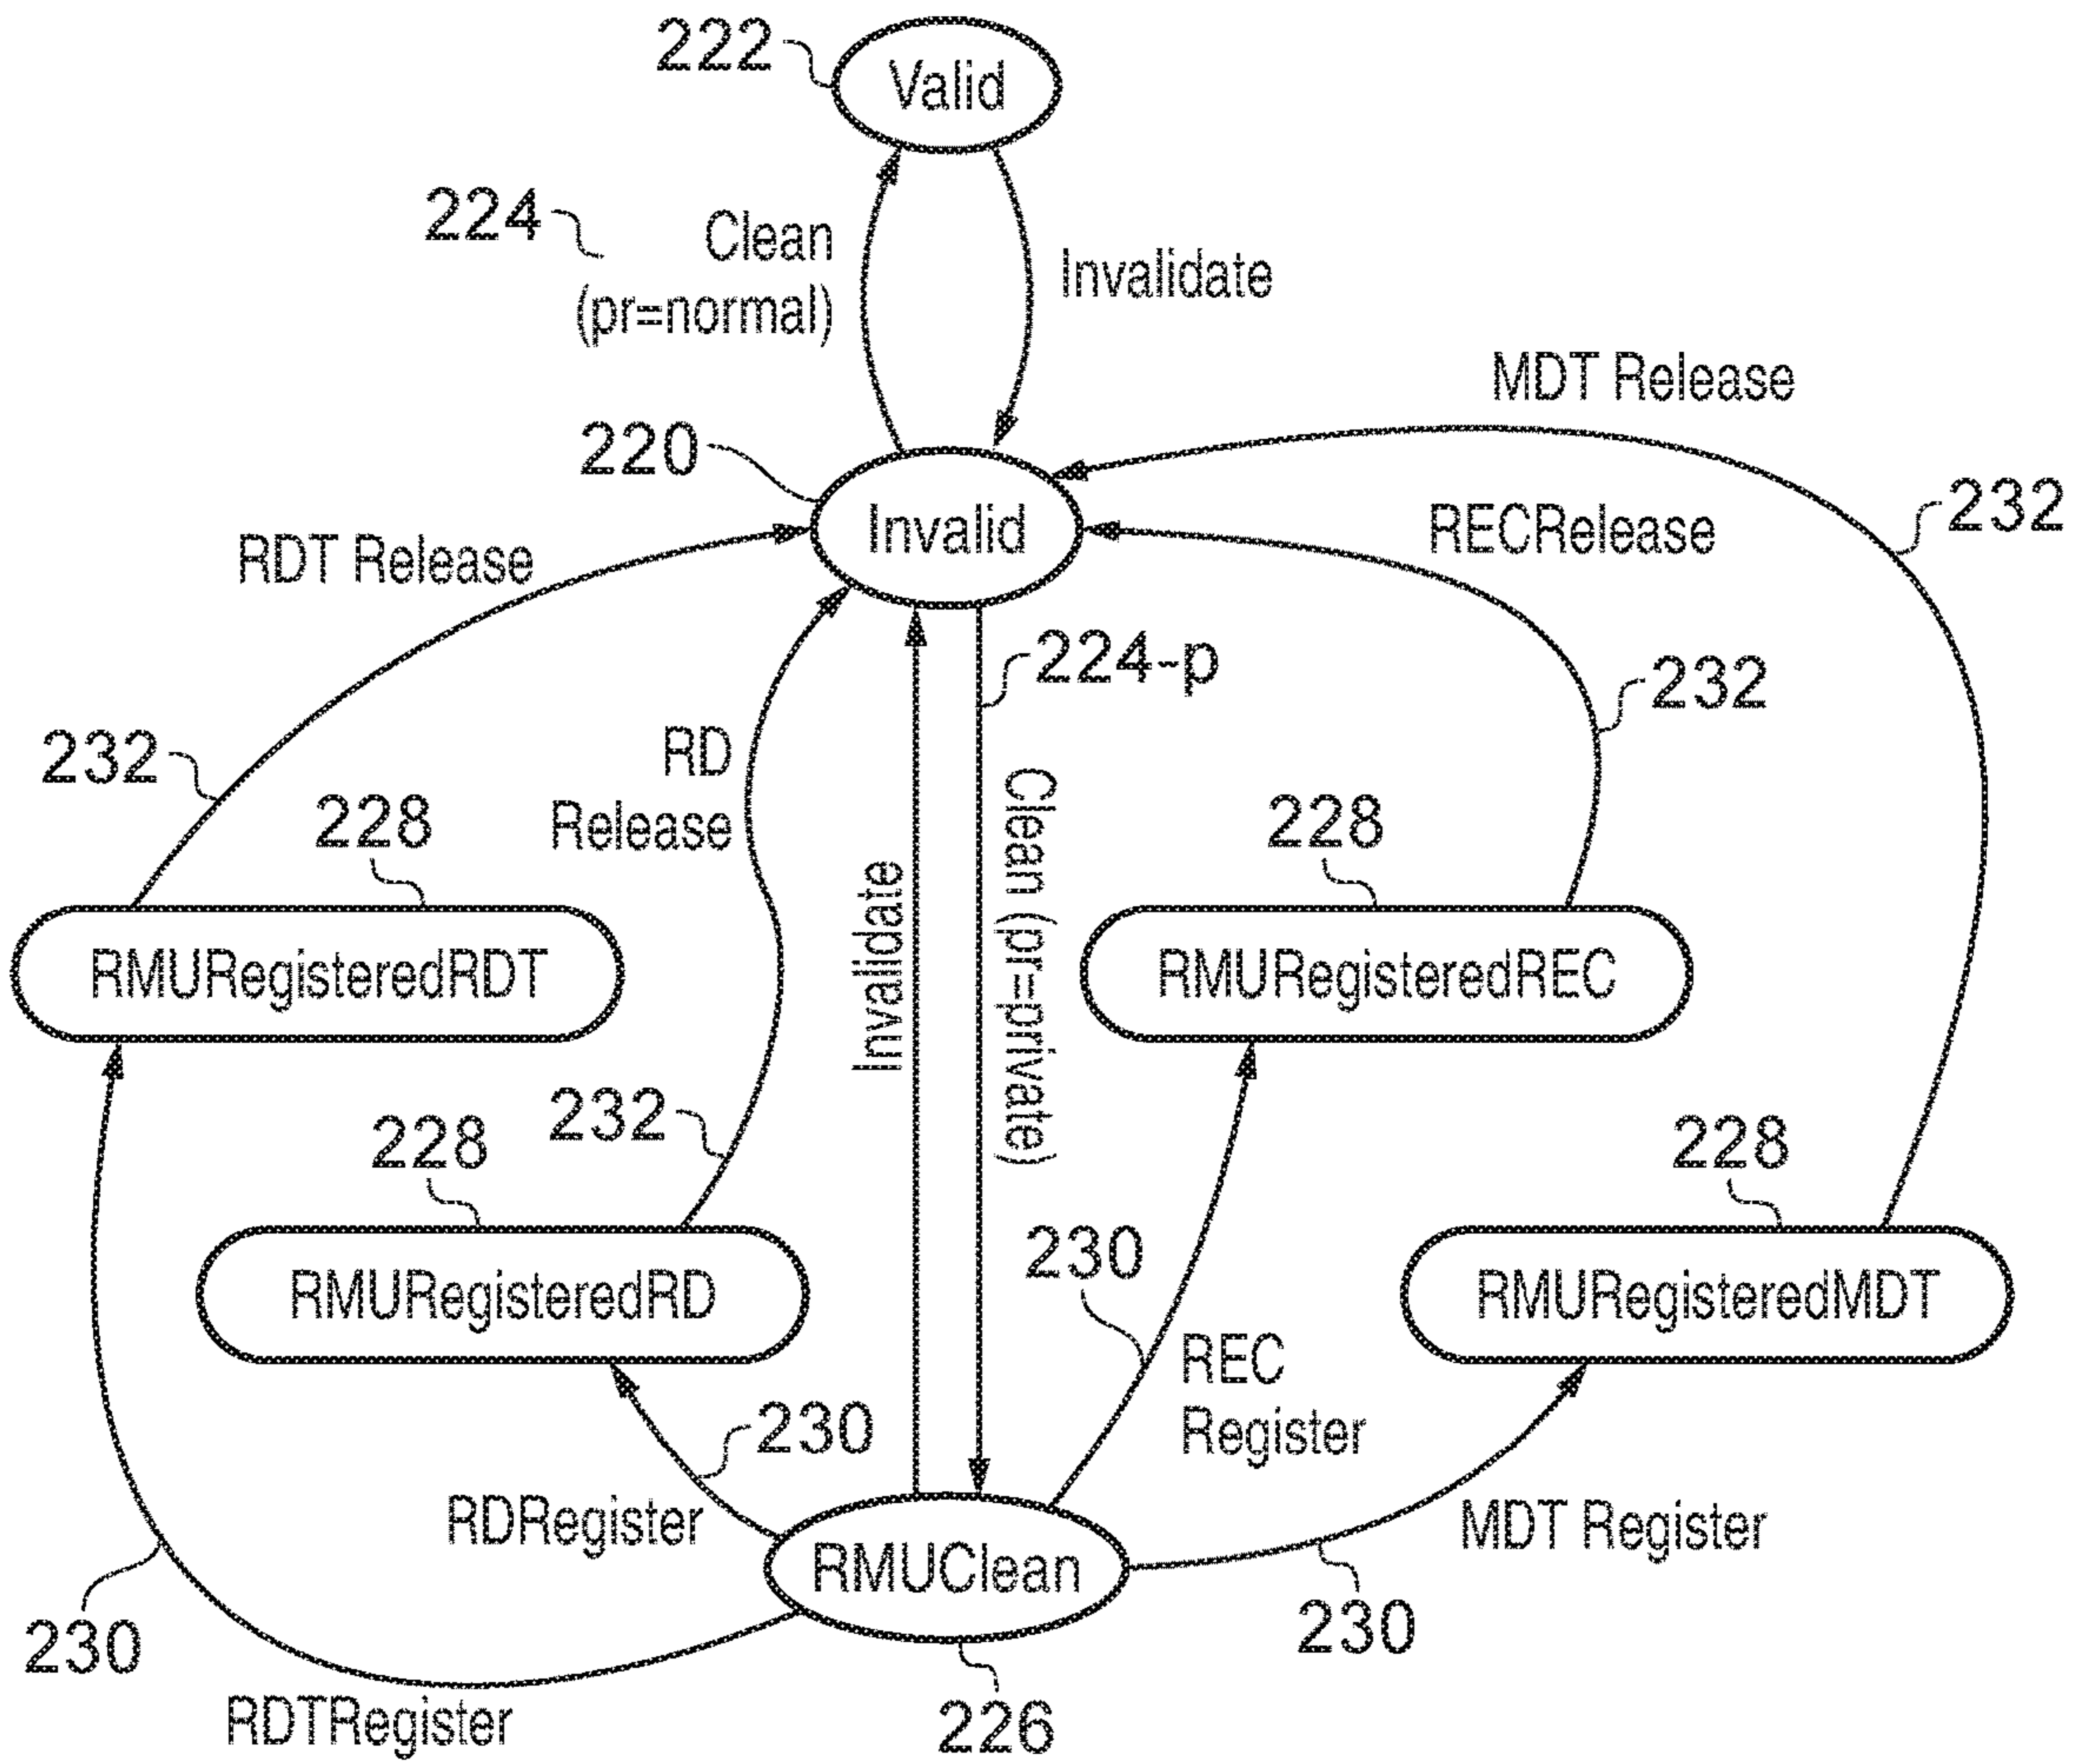 222
Valid
224
Clean
(pr=normal)
Invalidate
MDT Release
220
Invalid
232
RDT Release
RECRelease
224-p
232
232
RD
Release
228
228
Invalidate
Clean (pr=private)
RMURegisteredRDT
RMURegisteredREC
228
232
228
230
RMURegisteredRD
RMURegisteredMDT
REC
Register
230
RDRegister
MDT Register
RMUClean
230
230
RDTRegister
226